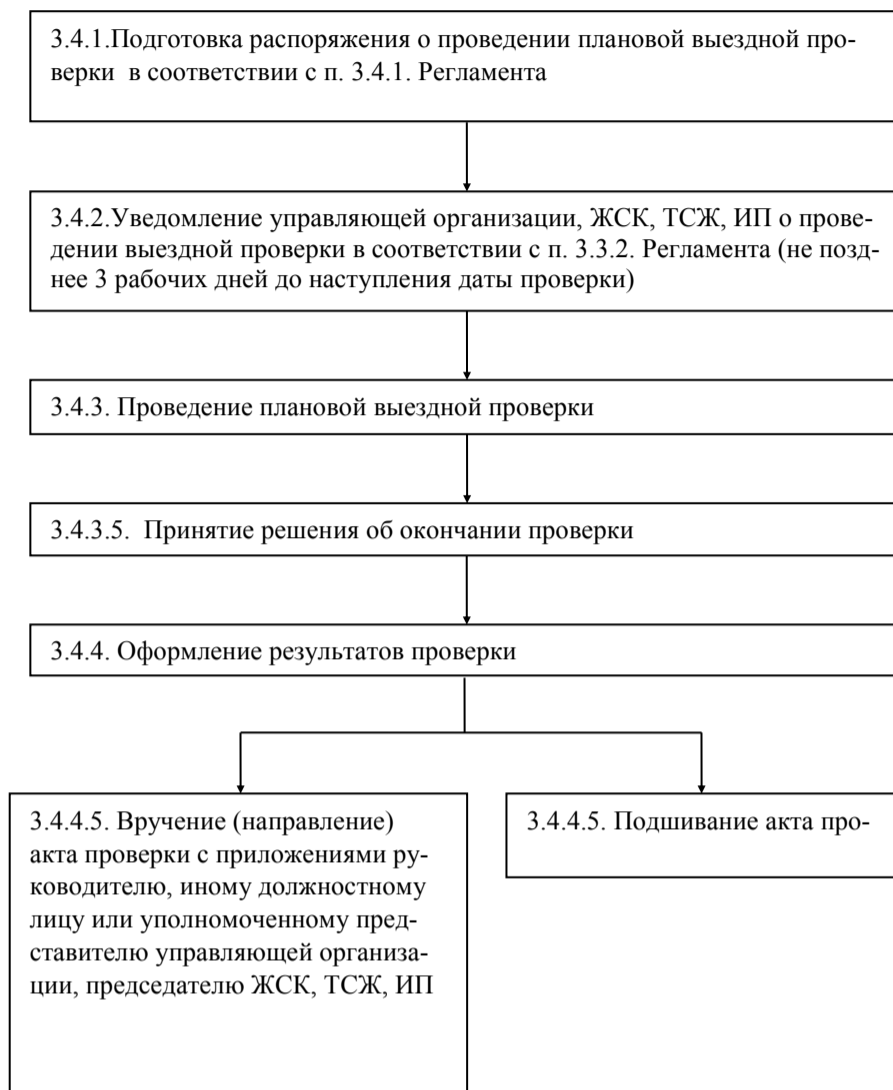 3.4.1.Подготовка распоряжения о проведении плановой выездной про-
верки в соответствии с п. 3.4.1. Регламента
3.4.2.Уведомление управляющей организации, ЖСК, ТСЖ, ИП о прове-
дении выездной проверки в соответствии с п. 3.3.2. Регламента (не позд-
нее 3 рабочих дней до наступления даты проверки)
3.4.3. Проведение плановой выездной проверки
3.4.3.5. Принятие решения об окончании проверки
3.4.4. Оформление результатов проверки
3.4.4.5. Вручение (направление)
акта проверки с приложениями ру-
ководителю, иному должностному
лицу или уполномоченному пред-
ставителю управляющей организа-
ции, председателю ЖСК, ТСЖ, ИП
3.4.4.5. Подшивание акта про-